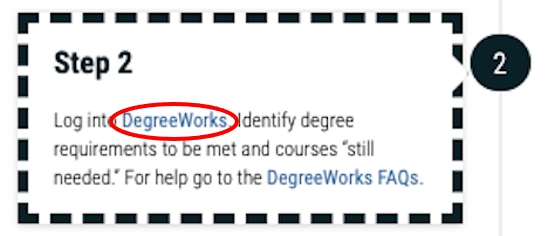 Step 2
2
Log into DegreeWorks. Identify degree
requirements to be met and courses “still
needed.” For help go to the DegreeWorks FAQs.